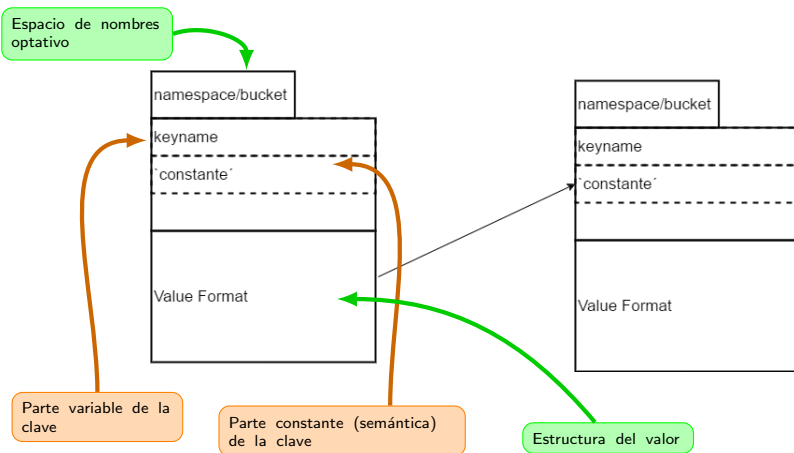 Espacio de nombres
optativo
namespace/bucket
keyname
`constante´
Value Format
namespace/bucket
keyname
`constante´
Value Format
Parte variable de la
clave
Parte constante (semántica)
de la clave
Estructura del valor